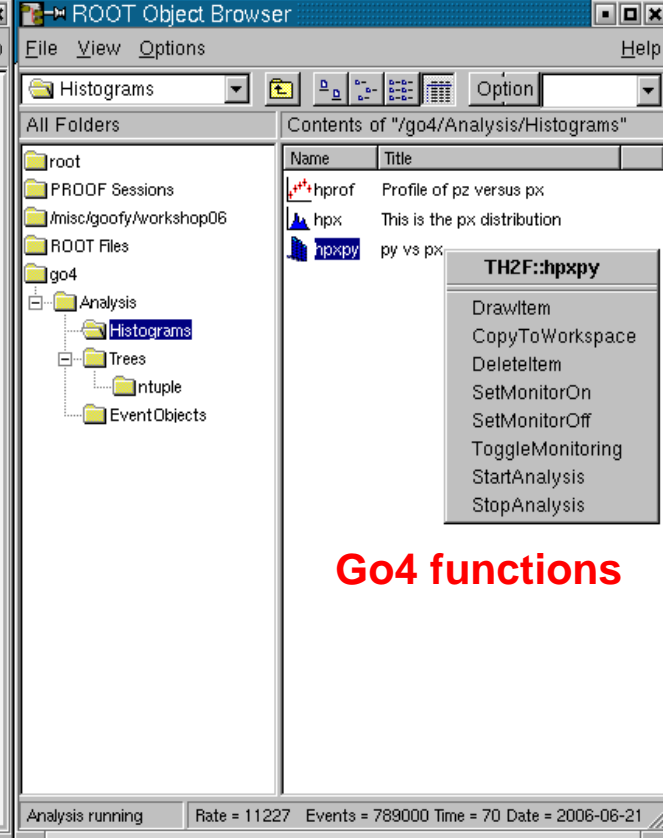 ROOT Object Browser
File View Options Help
Histograms Option
All Folders
Contents of "/go4/Analysis/Histograms"
root
PROOF Sessions
/misc/goofy/workshop06
ROOT Files
go4
Analysis
Histograms
Trees
ntuple
EventObjects
Name Title
hprof Profile of pz versus px
hpx This is the px distribution
hpxpy py vs px
TH2F::hpxpy
DrawItem
CopyToWorkspace
DeleteItem
SetMonitorOn
SetMonitorOff
ToggleMonitoring
StartAnalysis
StopAnalysis
Go4 functions
Analysis running Rate = 11227 Events = 789000 Time = 70 Date = 2006-06-21